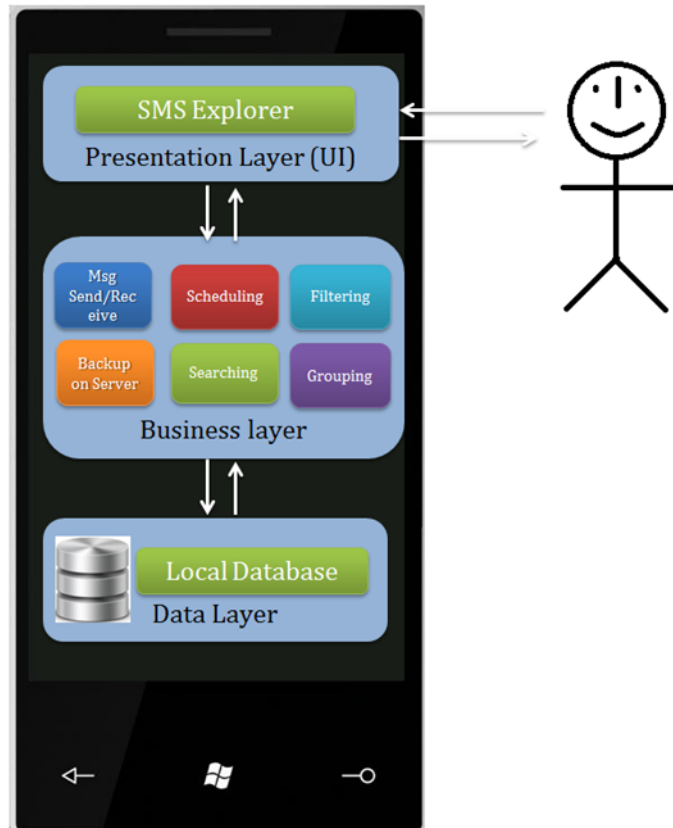 SMS Explorer
Presentation Layer (UI)
Msg
Send/Rec
eive
Scheduling
Filtering
Backup
on Server
Searching
Grouping
Business layer
Local Database
Data Layer